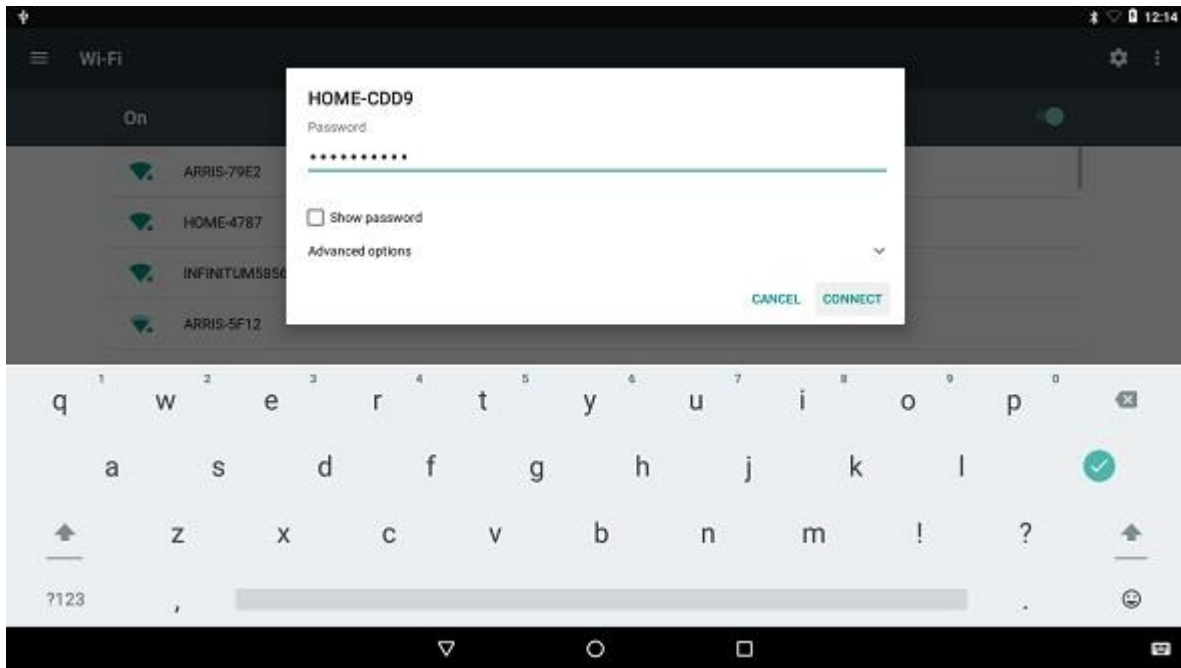 12:14
Wi-Fi
On
HOME-CDD9
Password
••••••••••
Show password
Advanced options
CANCEL CONNECT
ARRIS-79E2
HOME-4787
INFINITUM5856
ARRIS-5F12
1 2 3 4 5 6 7 8 9 0
q w e r t y u i o p
a s d f g h j k l
z x c v b n m ! ?
?123 , .